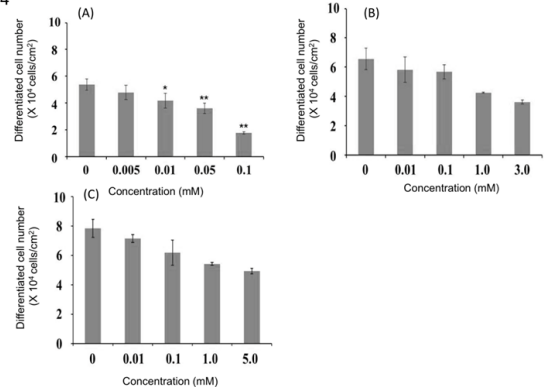 4
(A)
Differentiated cell number
(X 10⁴ cells/cm²)
10
8
6
4
2
0
*
**
**
0 0.005 0.01 0.05 0.1
Concentration (mM)
(B)
Differentiated cell number
(X 10⁴ cells/cm²)
10
8
6
4
2
0
0 0.01 0.1 1.0 3.0
Concentration (mM)
(C)
Differentiated cell number
(X 10⁴ cells/cm²)
10
8
6
4
2
0
0 0.01 0.1 1.0 5.0
Concentration (mM)